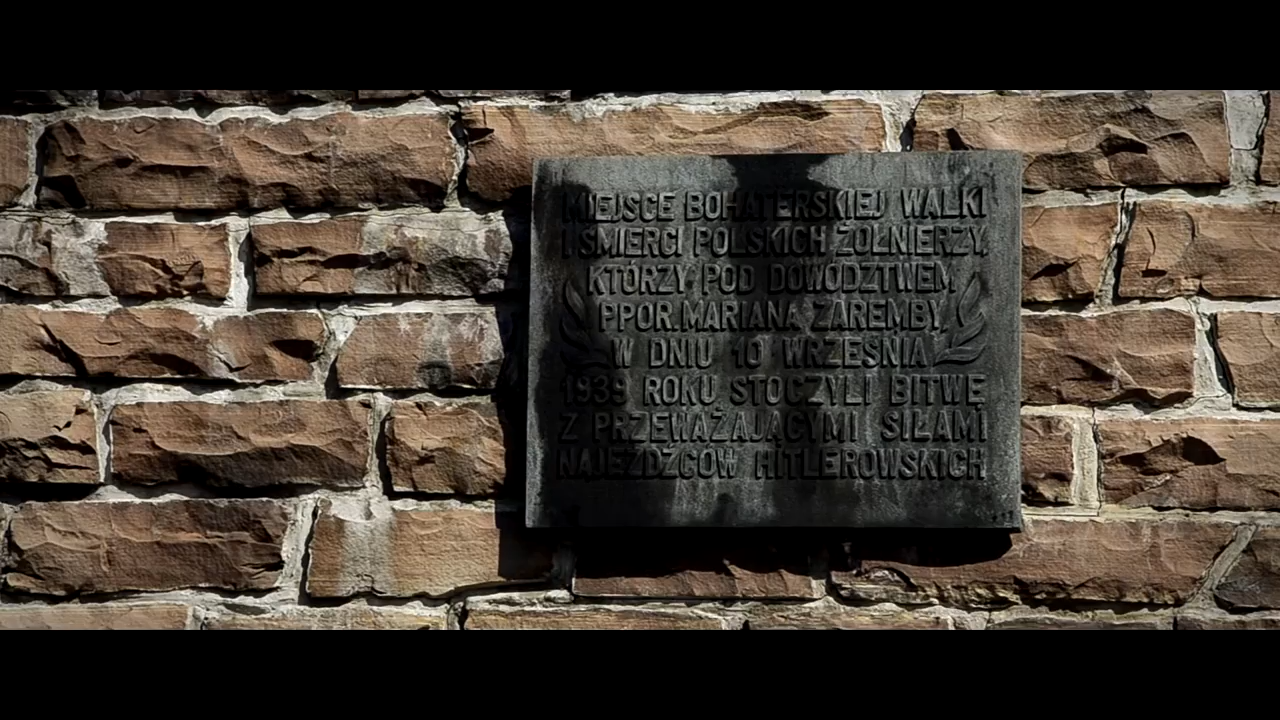 MIEJSCE BOHATERSKIEJ WALKI
I ŚMIERCI POLSKICH ŻOŁNIERZY,
KTÓRZY POD DOWÓDZTWEM
PPOR. MARIANA ZAREMBY,
W DNIU 10 WRZEŚNIA
1939 ROKU STOCZYLI BITWĘ
Z PRZEWAŻAJĄCYMI SIŁAMI
NAJEŹDŹCÓW HITLEROWSKICH